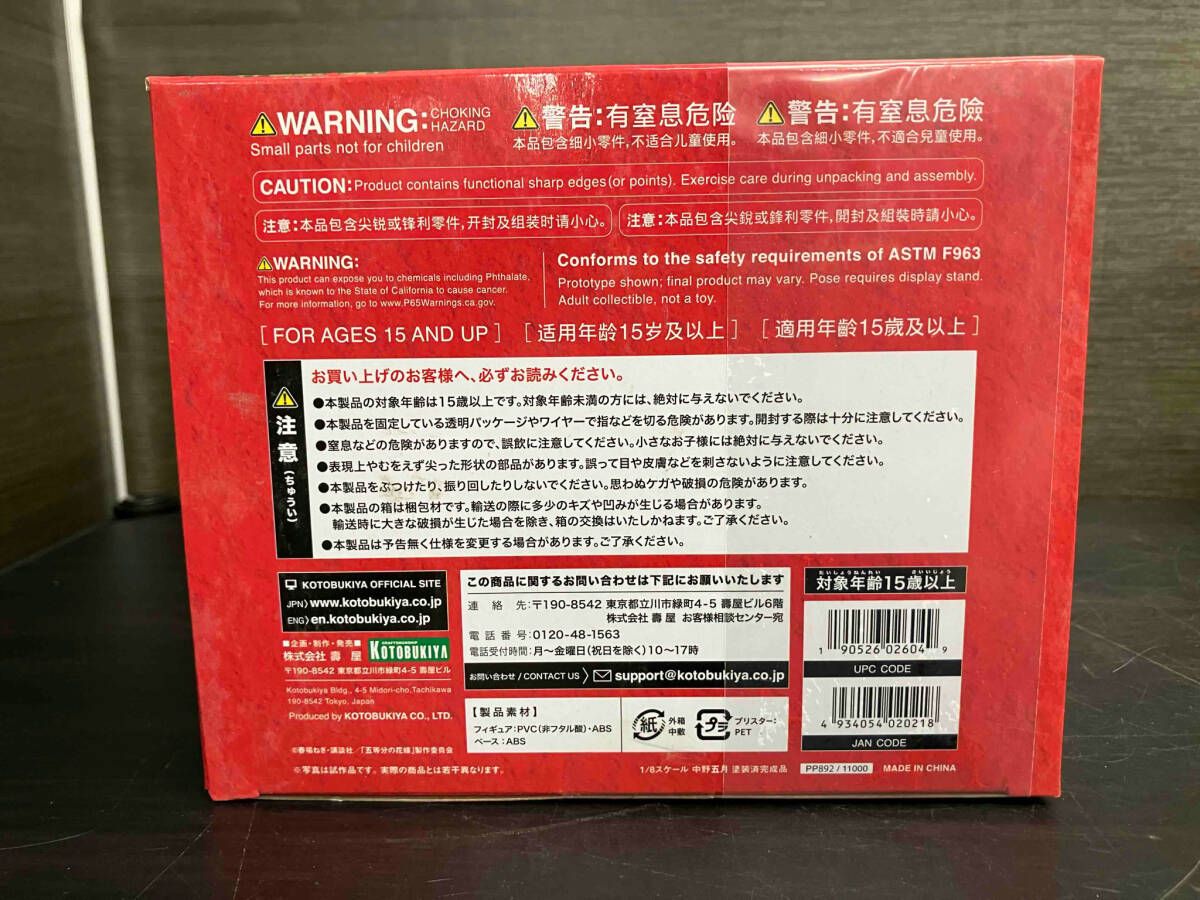 ⚠WARNING: CHOKING HAZARD
Small parts not for children
⚠警告:有窒息危险
本品包含细小零件,不适合儿童使用。
⚠警告:有窒息危險
本品包含細小零件,不適合兒童使用。
CAUTION: Product contains functional sharp edges(or points). Exercise care during unpacking and assembly.
注意:本品包含尖锐或锋利零件,开封及组装时请小心。
注意:本品包含尖銳或鋒利零件,開封及組裝時請小心。
⚠WARNING:
This product can expose you to chemicals including Phthalate,
which is known to the State of California to cause cancer.
For more information, go to www.P65Warnings.ca.gov.
Conforms to the safety requirements of ASTM F963
Prototype shown; final product may vary. Pose requires display stand.
Adult collectible, not a toy.
[FOR AGES 15 AND UP] [适用年龄15岁及以上] [適用年齡15歲及以上]
注意(ちゅうい)
お買い上げのお客様へ、必ずお読みください。
●本製品の対象年齢は15歳以上です。対象年齢未満の方には、絶対に与えないでください。
●本製品を固定している透明パッケージやワイヤーで指などを切る危険があります。開封する際は十分に注意してください。
●窒息などの危険がありますので、誤飲に注意してください。小さなお子様には絶対に与えないでください。
●表現上やむをえず尖った形状の部品があります。誤って目や皮膚などを刺さないように注意してください。
●本製品をぶつけたり、振り回したりしないでください。思わぬケガや破損の危険があります。
●本製品の箱は梱包材です。輸送の際に多少のキズや凹みが生じる場合があります。
輸送時に大きな破損が生じた場合を除き、箱の交換はいたしかねます。ご了承ください。
●本製品は予告無く仕様を変更する場合がございます。ご了承ください。
KOTOBUKIYA OFFICIAL SITE
JPN〉www.kotobukiya.co.jp
ENG〉en.kotobukiya.co.jp
■企画・制作・発売■
株式会社 壽 屋
KOTOBUKIYA
〒190-8542 東京都立川市緑町4-5 壽屋ビル
Kotobukiya Bldg., 4-5 Midori-cho,Tachikawa
190-8542 Tokyo, Japan
Produced by KOTOBUKIYA CO., LTD.
©春場ねぎ・講談社/「五等分の花嫁」製作委員会
※写真は試作品です。実際の商品とは若干異なります。
この商品に関するお問い合わせは下記にお願いいたします
連絡先:〒190-8542 東京都立川市緑町4-5 壽屋ビル6階
株式会社 壽屋 お客様相談センター宛
電話番号:0120-48-1563
電話受付時間:月~金曜日(祝日を除く)10~17時
お問い合わせ / CONTACT US 〉 support@kotobukiya.co.jp
【製品素材】
フィギュア:PVC(非フタル酸)・ABS
ベース:ABS
紙
外箱
中敷
プラ
ブリスター:
PET
1/8スケール 中野五月 塗装済完成品
たいしょうねんれい さいいじょう
対象年齢15歳以上
1 90526 02604 9
UPC CODE
4 934054 020218
JAN CODE
PP892/11000
MADE IN CHINA